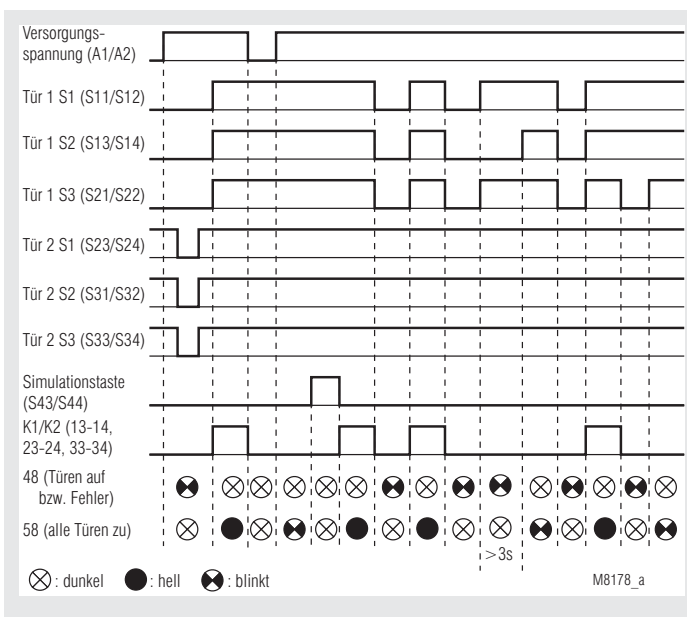 Versorgungs-
spannung (A1/A2)
Tür 1 S1 (S11/S12)
Tür 1 S2 (S13/S14)
Tür 1 S3 (S21/S22)
Tür 2 S1 (S23/S24)
Tür 2 S2 (S31/S32)
Tür 2 S3 (S33/S34)
Simulationstaste
(S43/S44)
K1/K2 (13-14,
23-24, 33-34)
48 (Türen auf
bzw. Fehler)
58 (alle Türen zu)
>3s
: dunkel : hell : blinkt M8178_a